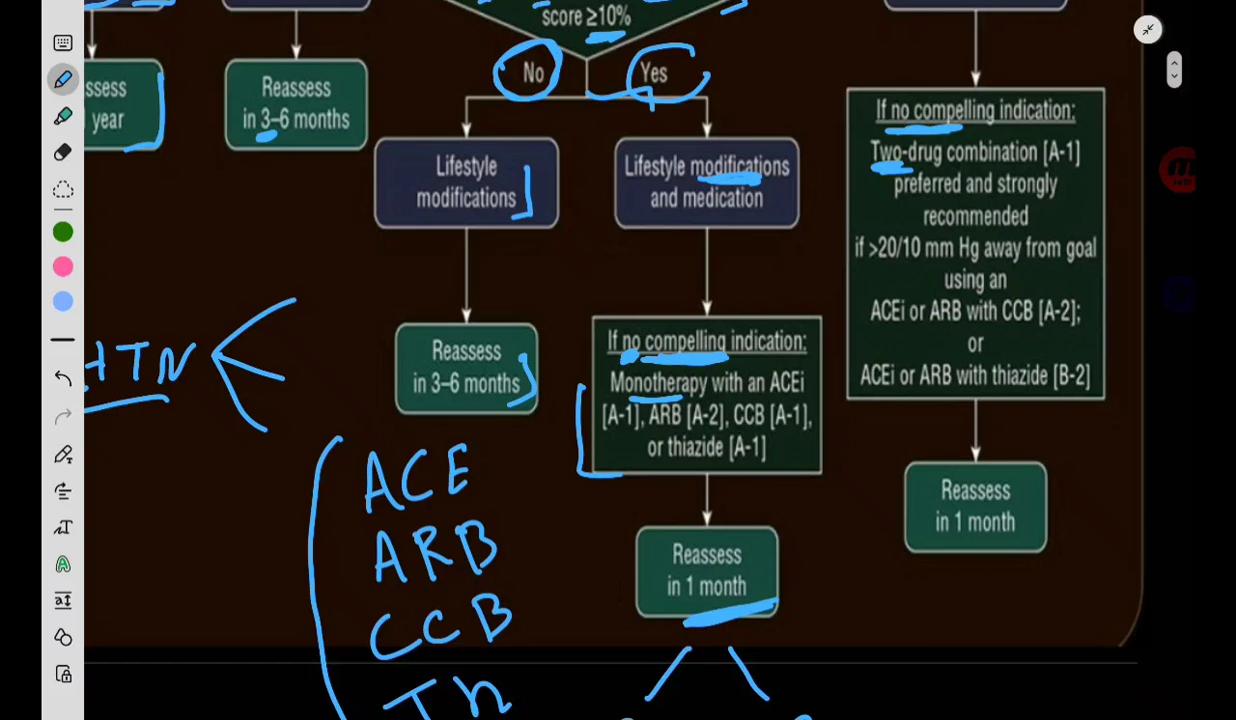 score ≥10%
No
Yes
ssess
year
Reassess
in 3–6 months
Lifestyle
modifications
Reassess
in 3–6 months
Lifestyle modifications
and medication
If no compelling indication:
Monotherapy with an ACEi
[A-1], ARB [A-2], CCB [A-1],
or thiazide [A-1]
Reassess
in 1 month
If no compelling indication:
Two-drug combination [A-1]
preferred and strongly
recommended
if >20/10 mm Hg away from goal
using an
ACEi or ARB with CCB [A-2];
or
ACEi or ARB with thiazide [B-2]
Reassess
in 1 month
HTN
ACE
ARB
CCB
Th